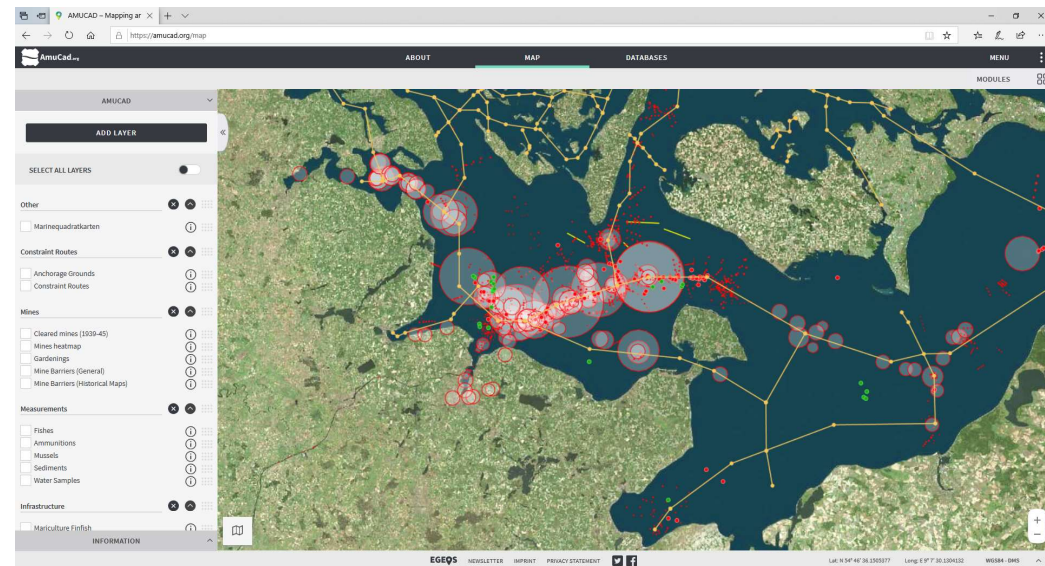 AMUCAD – Mapping ar
https://amucad.org/map
AmuCad.org
ABOUT
MAP
DATABASES
MENU
MODULES
AMUCAD
ADD LAYER
SELECT ALL LAYERS
Other
Marinequadratkarten
Constraint Routes
Anchorage Grounds
Constraint Routes
Mines
Cleared mines (1939-45)
Mines heatmap
Gardenings
Mine Barriers (General)
Mine Barriers (Historical Maps)
Measurements
Fishes
Ammunitions
Mussels
Sediments
Water Samples
Infrastructure
Mariculture Finfish
INFORMATION
EGEOS NEWSLETTER IMPRINT PRIVACY STATEMENT
Lat: N 54° 46' 36.1505377 Long: E 9° 7' 30.1304132 WGS84 - DMS